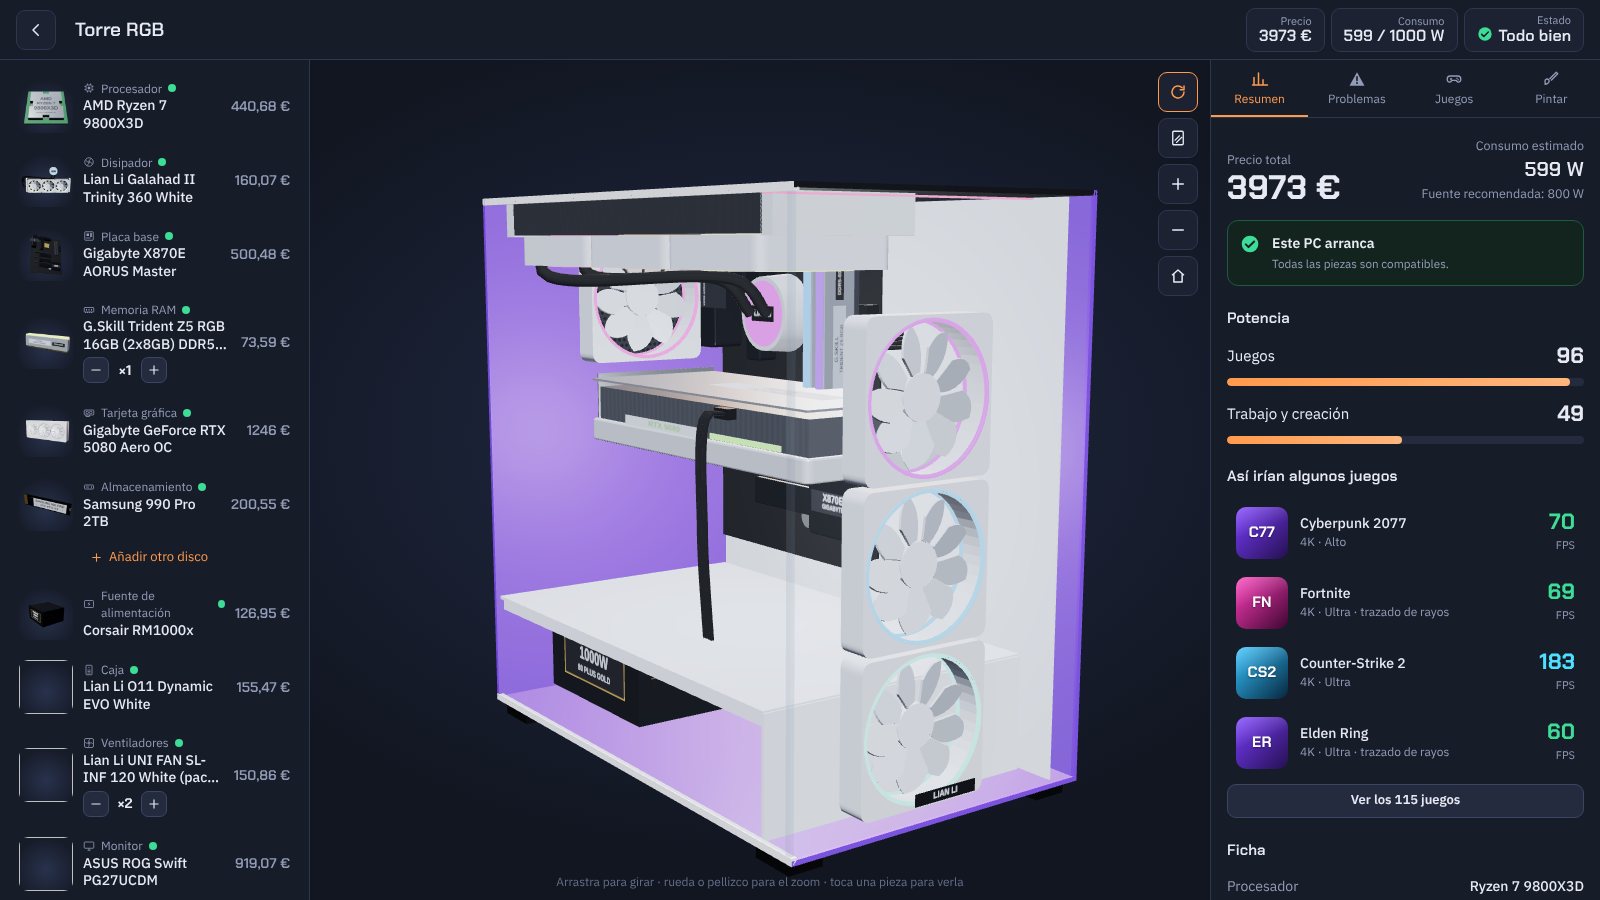 Torre RGB
Precio
3973 €
Consumo
599 / 1000 W
Estado
Todo bien
Procesador
AMD Ryzen 7
9800X3D
440,68 €
Disipador
Lian Li Galahad II
Trinity 360 White
160,07 €
Placa base
Gigabyte X870E
AORUS Master
500,48 €
Memoria RAM
G.Skill Trident Z5 RGB
16GB (2x8GB) DDR5...
73,59 €
×1
Tarjeta gráfica
Gigabyte GeForce RTX
5080 Aero OC
1246 €
Almacenamiento
Samsung 990 Pro
2TB
200,55 €
+ Añadir otro disco
Fuente de
alimentación
Corsair RM1000x
126,95 €
Caja
Lian Li O11 Dynamic
EVO White
155,47 €
Ventiladores
Lian Li UNI FAN SL-
INF 120 White (pac...
150,86 €
×2
Monitor
ASUS ROG Swift
PG27UCDM
919,07 €
X870E
1000W
80 PLUS GOLD
LIAN LI
Arrastra para girar · rueda o pellizco para el zoom · toca una pieza para verla
Resumen
Problemas
Juegos
Pintar
Precio total
3973 €
Consumo estimado
599 W
Fuente recomendada: 800 W
Este PC arranca
Todas las piezas son compatibles.
Potencia
Juegos
96
Trabajo y creación
49
Así irían algunos juegos
C77
Cyberpunk 2077
4K · Alto
70
FPS
FN
Fortnite
4K · Ultra · trazado de rayos
69
FPS
CS2
Counter-Strike 2
4K · Ultra
183
FPS
ER
Elden Ring
4K · Ultra · trazado de rayos
60
FPS
Ver los 115 juegos
Ficha
Procesador
Ryzen 7 9800X3D